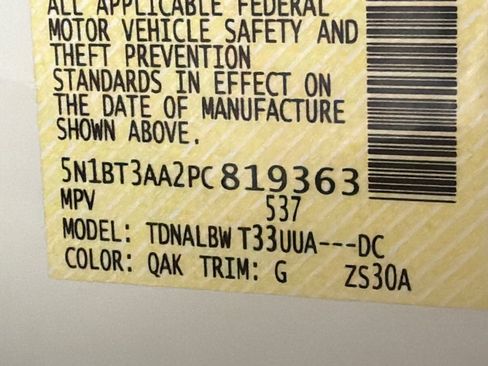 ALL APPLICABLE FEDERAL
MOTOR VEHICLE SAFETY AND
THEFT PREVENTION
STANDARDS IN EFFECT ON
THE DATE OF MANUFACTURE
SHOWN ABOVE.
5N1BT3AA2PC819363
MPV 537
MODEL: TDNALBW T33UUA---DC
COLOR: QAK TRIM: G ZS30A